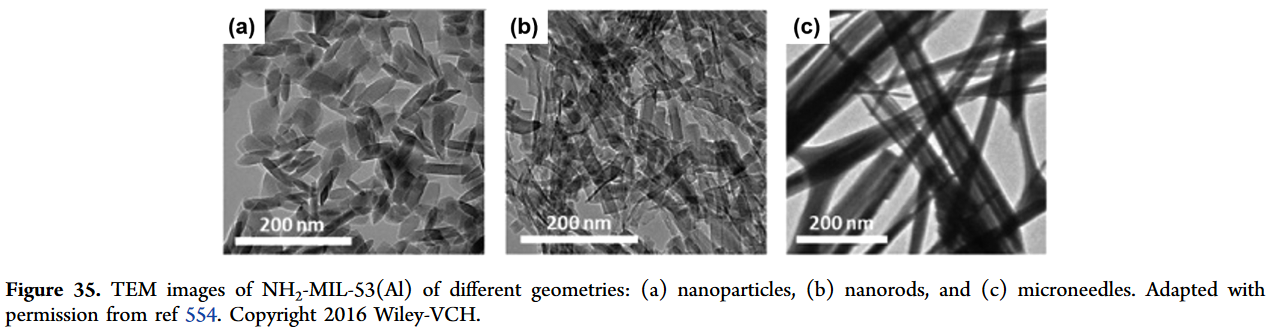 (a) (b) (c)
200 nm 200 nm 200 nm
Figure 35. TEM images of NH₂-MIL-53(Al) of different geometries: (a) nanoparticles, (b) nanorods, and (c) microneedles. Adapted with
permission from ref 554. Copyright 2016 Wiley-VCH.